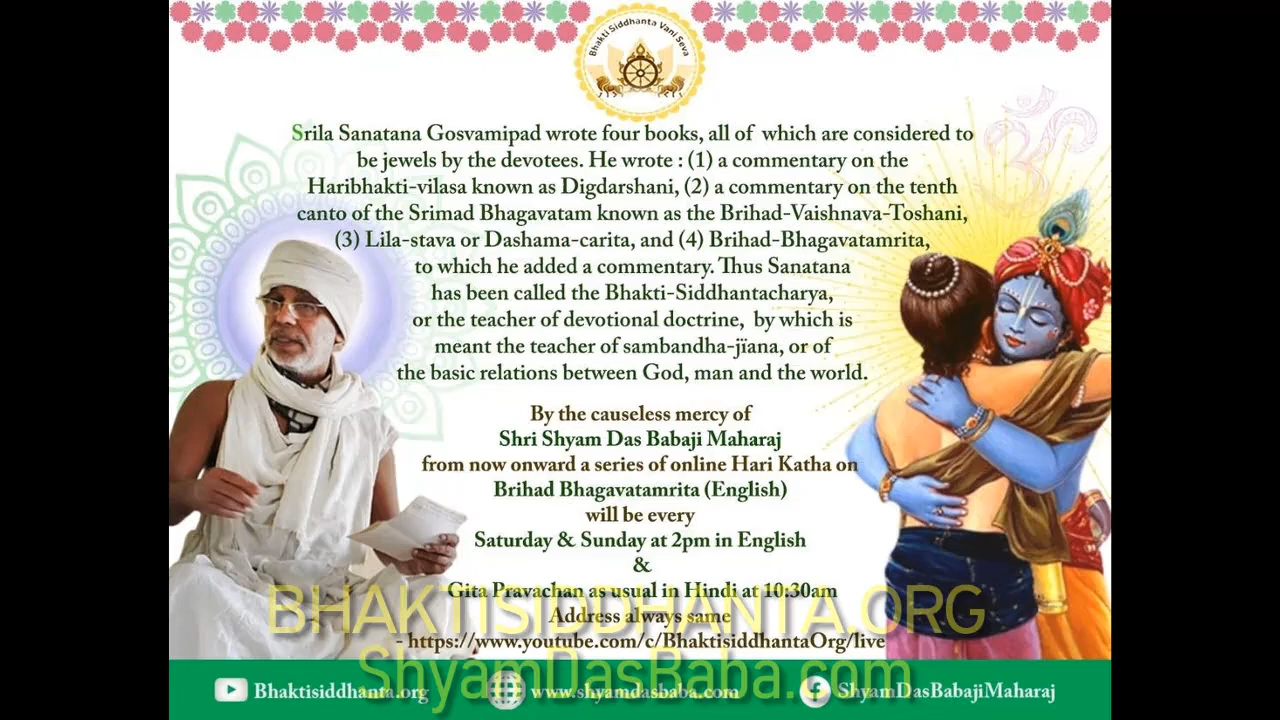 Bhakti Siddhanta Vani Seva
Srila Sanatana Gosvamipad wrote four books, all of which are considered to
be jewels by the devotees. He wrote : (1) a commentary on the
Haribhakti-vilasa known as Digdarshani, (2) a commentary on the tenth
canto of the Srimad Bhagavatam known as the Brihad-Vaishnava-Toshani,
(3) Lila-stava or Dashama-carita, and (4) Brihad-Bhagavatamrita,
to which he added a commentary. Thus Sanatana
has been called the Bhakti-Siddhantacharya,
or the teacher of devotional doctrine, by which is
meant the teacher of sambandha-jïana, or of
the basic relations between God, man and the world.
By the causeless mercy of
Shri Shyam Das Babaji Maharaj
from now onward a series of online Hari Katha on
Brihad Bhagavatamrita (English)
will be every
Saturday & Sunday at 2pm in English
&
Gita Pravachan as usual in Hindi at 10:30am
BHAKTISIDDHANTA.ORG
Address always same
- https://www.youtube.com/c/BhaktisiddhantaOrg/live
ShyamDasBaba.com
Bhaktisiddhanta.org www.shyamdasbaba.com ShyamDasBabajiMaharaj
ॐ